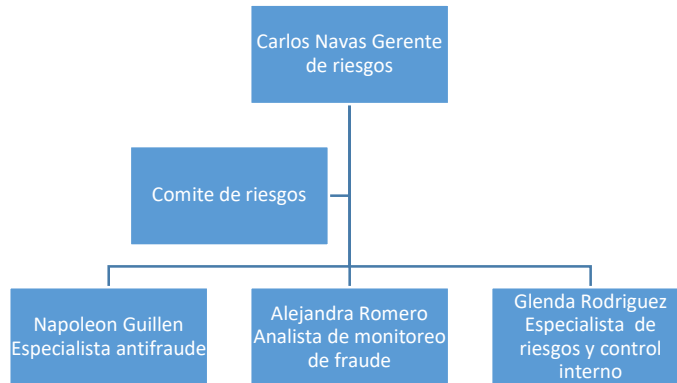 Carlos Navas Gerente
de riesgos
Comite de riesgos
Napoleon Guillen
Especialista antifraude
Alejandra Romero
Analista de monitoreo
de fraude
Glenda Rodriguez
Especialista de
riesgos y control
interno